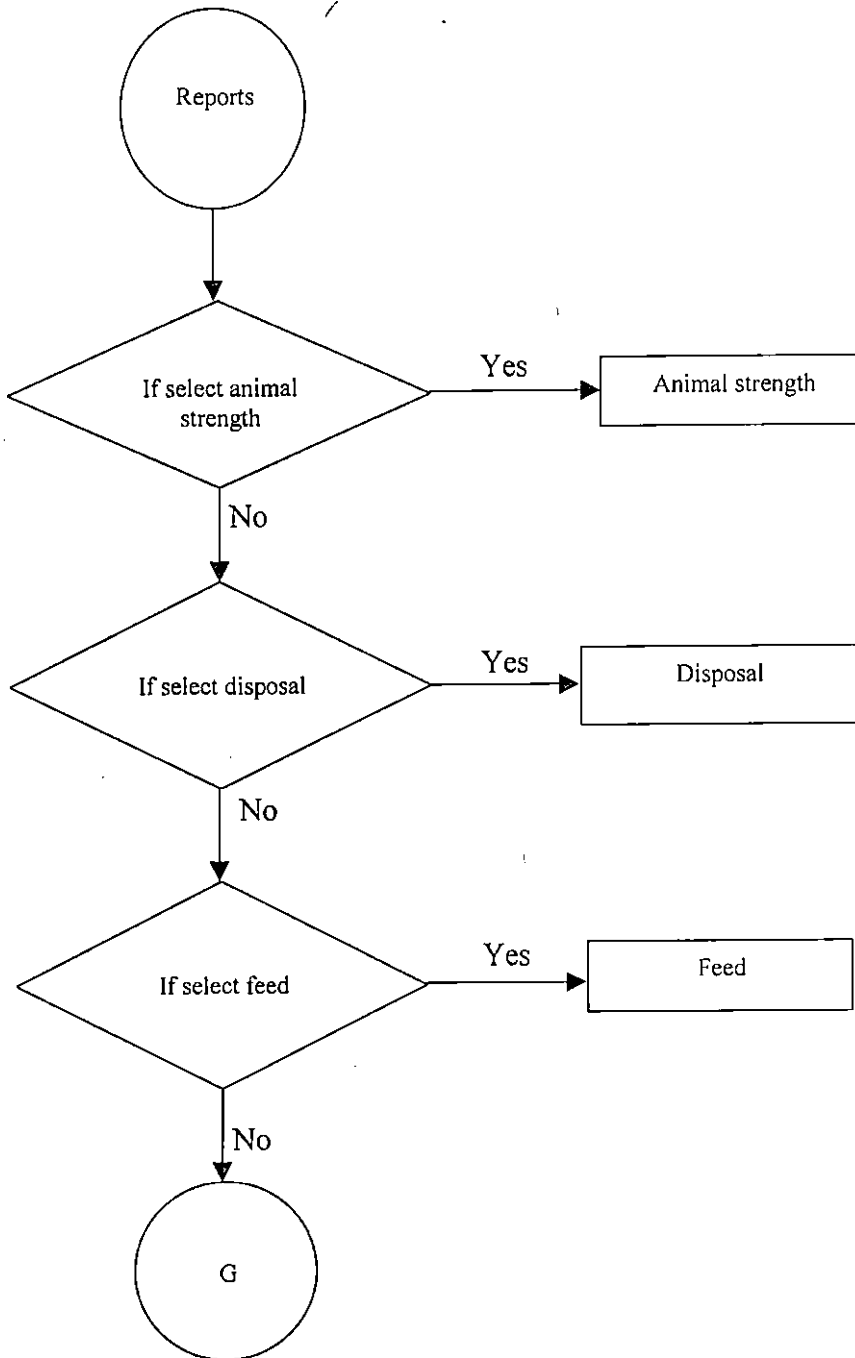 Reports
If select animal
strength
Yes
Animal strength
No
If select disposal
Yes
Disposal
No
If select feed
Yes
Feed
No
G